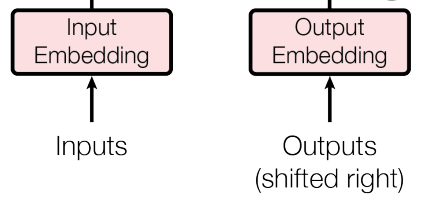 Input
Embedding
Output
Embedding
Inputs
Outputs
(shifted right)